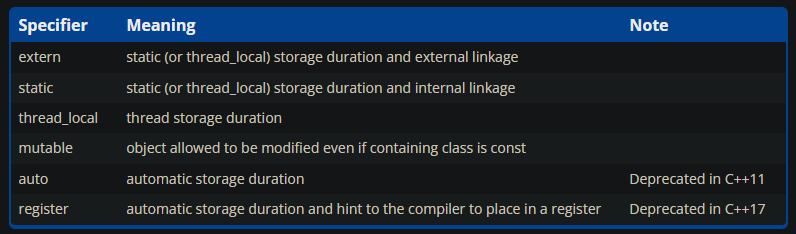 Specifier Meaning Note
extern static (or thread_local) storage duration and external linkage
static static (or thread_local) storage duration and internal linkage
thread_local thread storage duration
mutable object allowed to be modified even if containing class is const
auto automatic storage duration Deprecated in C++11
register automatic storage duration and hint to the compiler to place in a register Deprecated in C++17